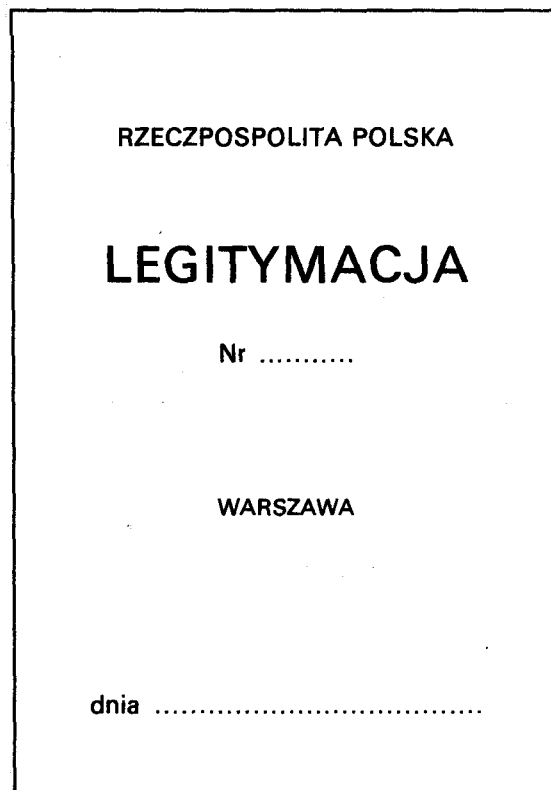 RZECZPOSPOLITA POLSKA
LEGITYMACJA
Nr ...........
WARSZAWA
dnia .....................................